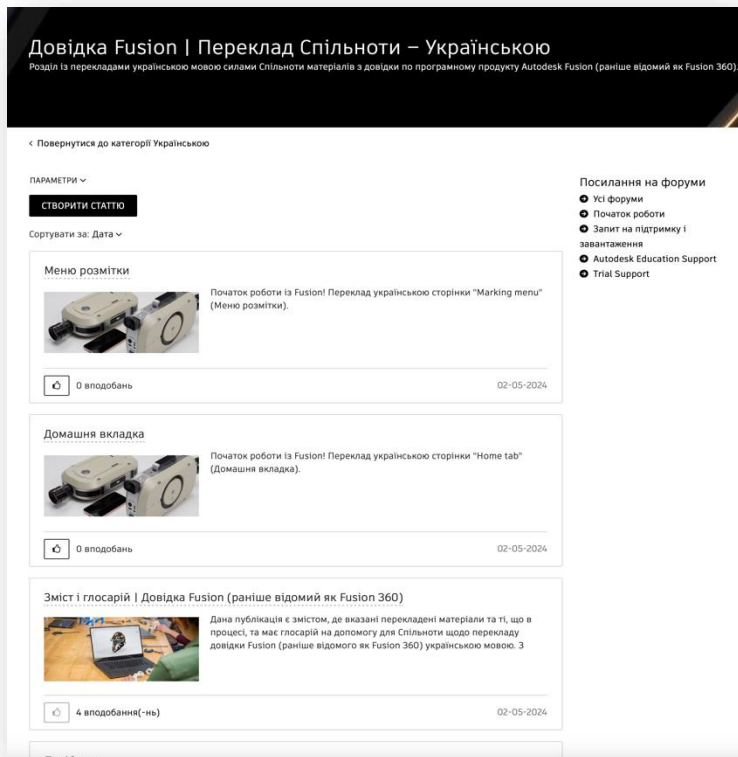 Довідка Fusion | Переклад Спільноти – Українською
Розділ із перекладами українською мовою силами Спільноти матеріалів з довідки по програмному продукту Autodesk Fusion (раніше відомий як Fusion 360).
‹ Повернутися до категорії Українською
ПАРАМЕТРИ
СТВОРИТИ СТАТТЮ
Сортувати за: Дата
Меню розмітки
Початок роботи із Fusion! Переклад українською сторінки "Marking menu"
(Меню розмітки).
0 вподобань
02-05-2024
Домашня вкладка
Початок роботи із Fusion! Переклад українською сторінки "Home tab"
(Домашня вкладка).
0 вподобань
02-05-2024
Зміст і глосарій | Довідка Fusion (раніше відомий як Fusion 360)
Дана публікація є змістом, де вказані перекладені матеріали та ті, що в
процесі, та має глосарій на допомогу для Спільноти щодо перекладу
довідки Fusion (раніше відомого як Fusion 360) українською мовою. З
4 вподобання(-нь)
02-05-2024
Посилання на форуми
Усі форуми
Початок роботи
Запит на підтримку і
завантаження
Autodesk Education Support
Trial Support